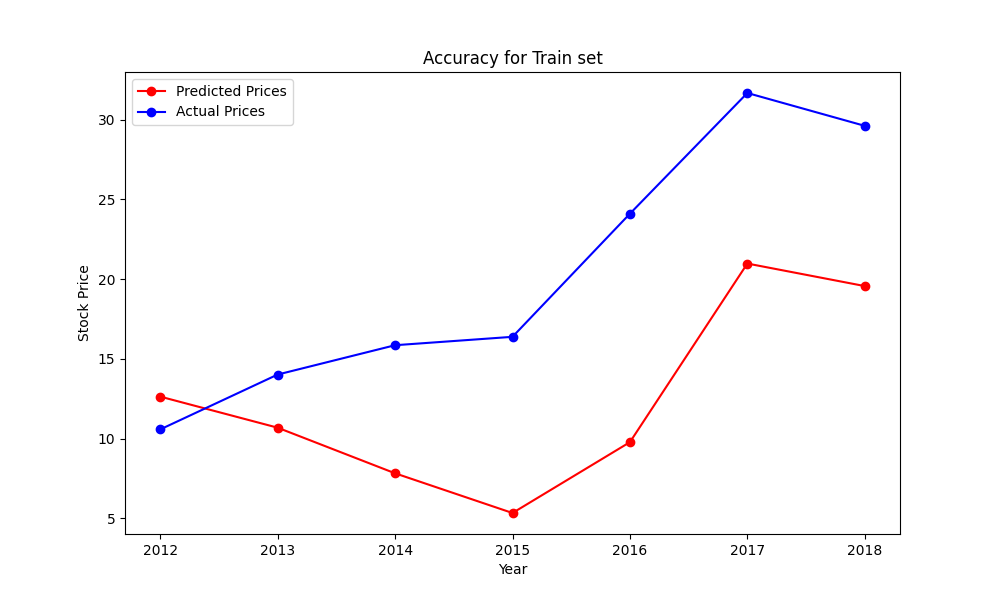 Accuracy for Train set
Predicted Prices
Actual Prices
30
25
20
15
10
5
Stock Price
2012 2013 2014 2015 2016 2017 2018
Year